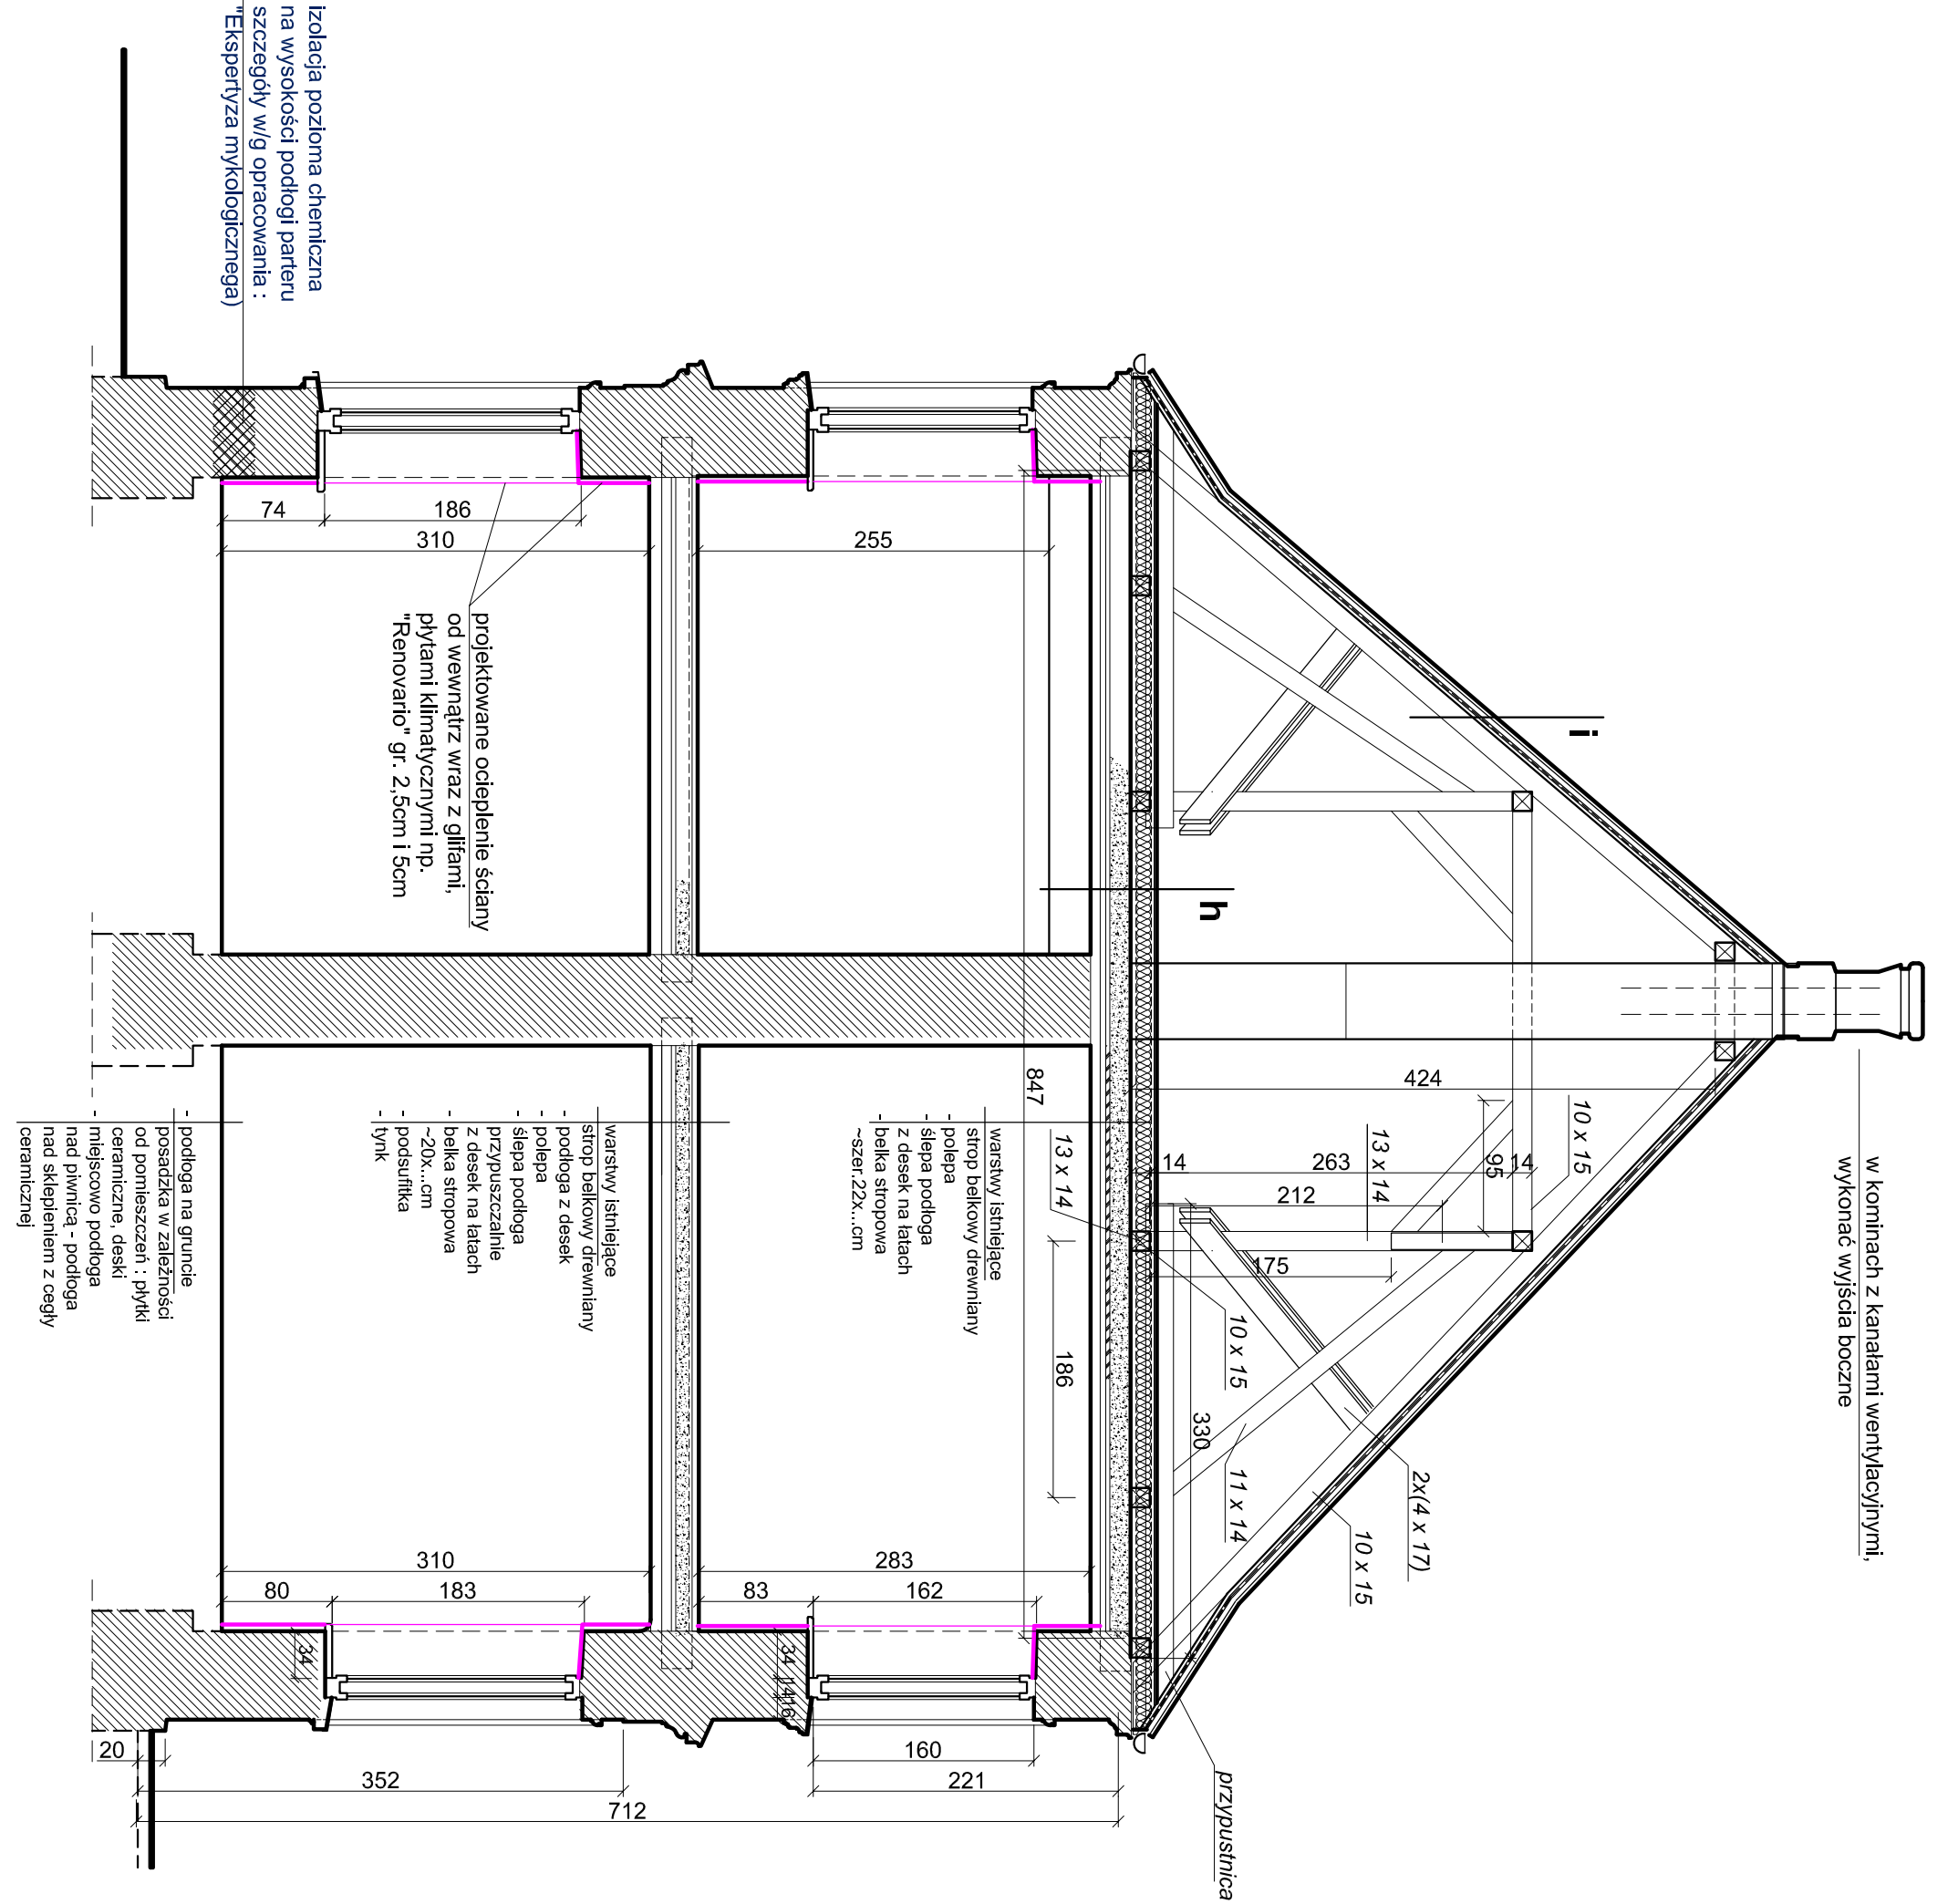 w kominach z kanałami wentylacyjnymi,
wykonać wyjścia boczne
10 x 15
13 x 14
424
95
14
263
14
212
175
13 x 14
847
186
330
10 x 15
11 x 14
2x(4 x 17)
10 x 15
przypustnica
i
h
izolacja pozioma chemiczna
na wysokości podłogi parteru
szczegóły w/g opracowania :
"Ekspertyza mykologicznega)
74
186
310
255
projektowane ocieplenie ściany
od wewnątrz wraz z glifami,
płytami klimatycznymi np.
"Renovario" gr. 2,5cm i 5cm
warstwy istniejące
strop belkowy drewniany
- polepa
- ślepa podłoga
z desek na łatach
- belka stropowa
~szer.22x...cm
warstwy istniejące
strop belkowy drewniany
- podłoga z desek
- polepa
- ślepa podłoga
przypuszczalnie
z desek na łatach
- belka stropowa
~20x...cm
- podsufitka
- tynk
- podłoga na gruncie
posadzka w zależności
od pomieszczeń : płytki
ceramiczne, deski
- miejscowo podłoga
nad piwnicą - podłoga
nad sklepieniem z cegły
ceramicznej
310
80
183
283
83
162
34
34
14
16
20
160
352
221
712